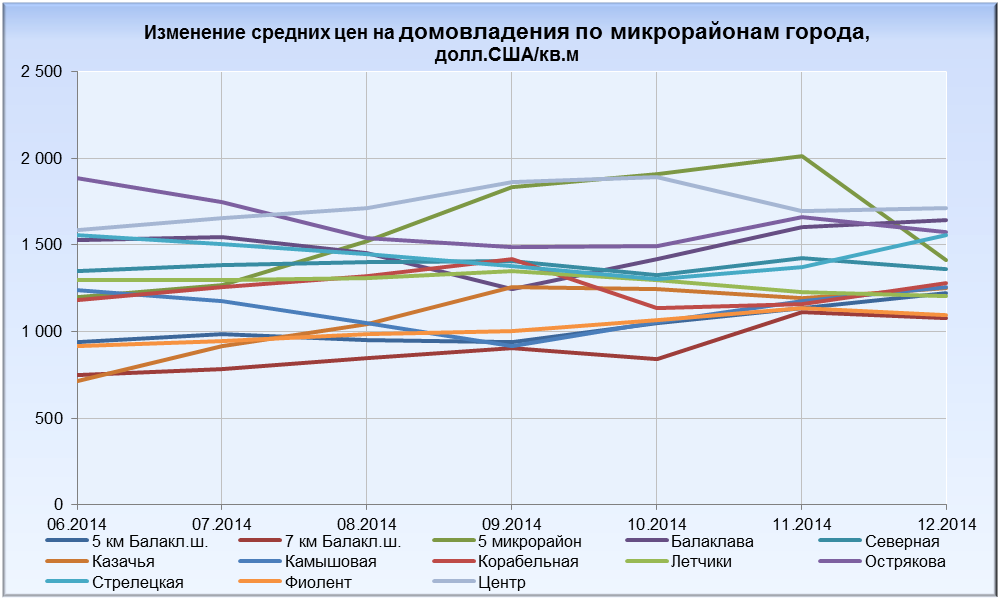 Изменение средних цен на домовладения по микрорайонам города,
долл.США/кв.м
2 500
2 000
1 500
1 000
500
0
06.2014 07.2014 08.2014 09.2014 10.2014 11.2014 12.2014
5 км Балакл.ш. 7 км Балакл.ш. 5 микрорайон Балаклава Северная
Казачья Камышовая Корабельная Летчики Острякова
Стрелецкая Фиолент Центр